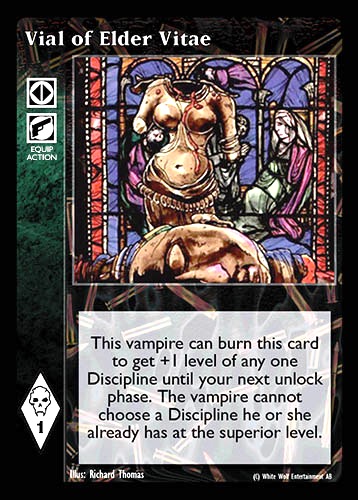 Vial of Elder Vitae
EQUIP
ACTION
This vampire can burn this card
to get +1 level of any one
Discipline until your next unlock
phase. The vampire cannot
choose a Discipline he or she
already has at the superior level.
1
Illus: Richard Thomas
(C) White Wolf Entertainment AB